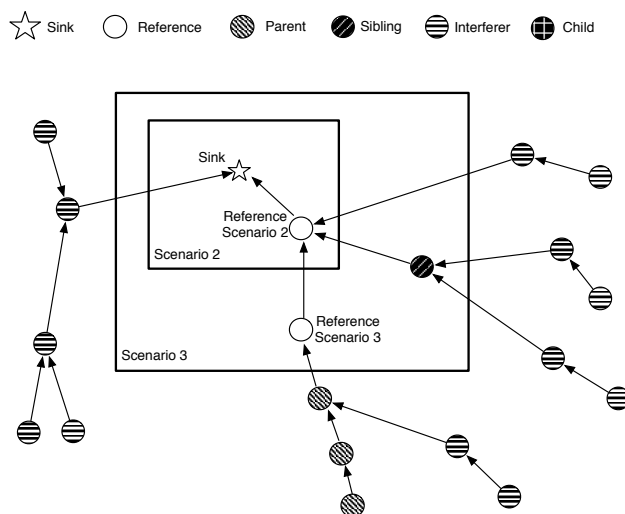 Sink Reference Parent Sibling Interferer Child
Sink
Reference
Scenario 2
Scenario 2
Reference
Scenario 3
Scenario 3